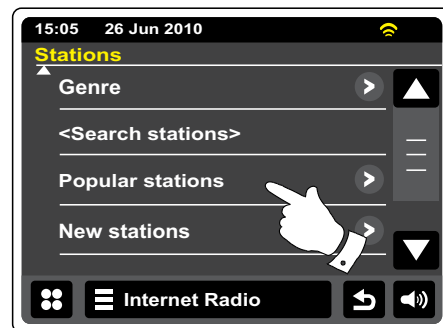 15:05 26 Jun 2010
Stations
Genre
<Search stations>
Popular stations
New stations
Internet Radio